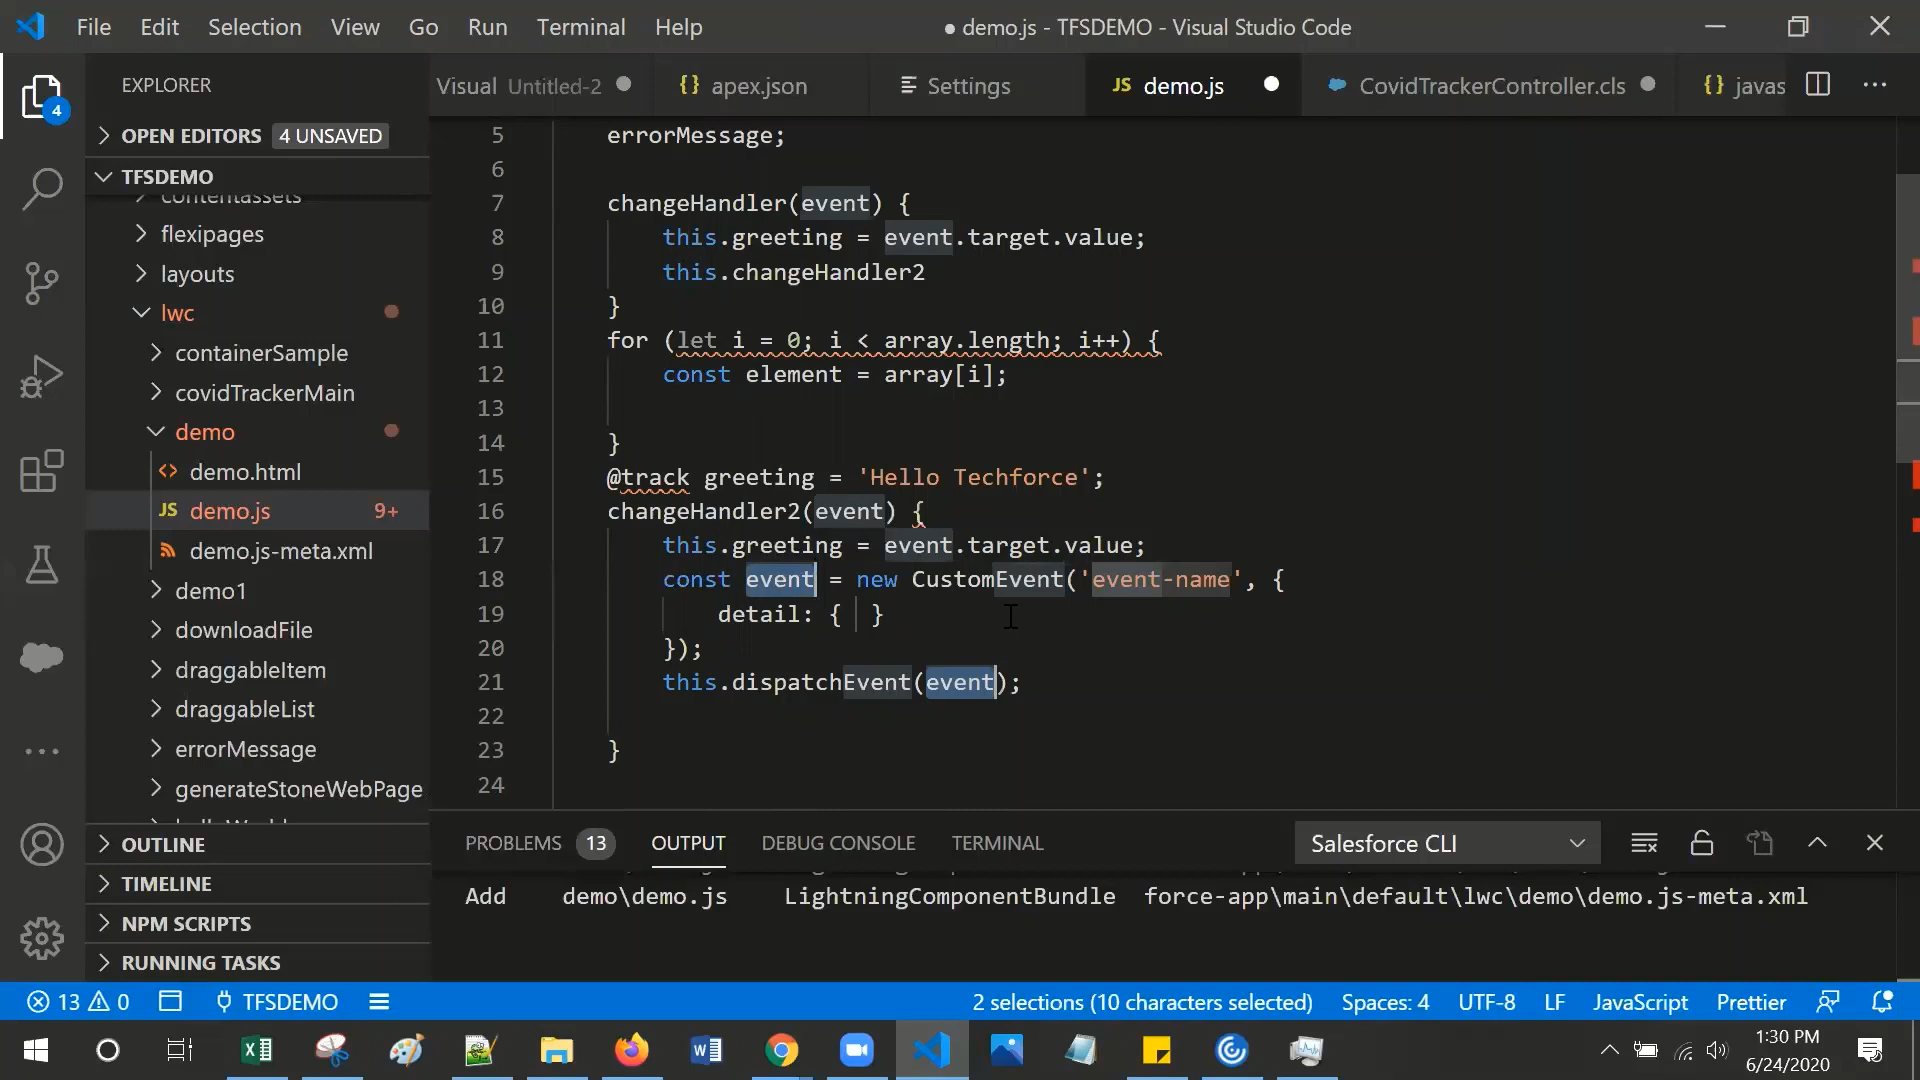 File Edit Selection View Go Run Terminal Help
● demo.js - TFSDEMO - Visual Studio Code
EXPLORER
OPEN EDITORS 4 UNSAVED
TFSDEMO
contentassets
flexipages
layouts
lwc
containerSample
covidTrackerMain
demo
demo.html
JS demo.js 9+
demo.js-meta.xml
demo1
downloadFile
draggableItem
draggableList
errorMessage
generateStoneWebPage
OUTLINE
TIMELINE
NPM SCRIPTS
RUNNING TASKS
4
Visual Untitled-2 ●
{} apex.json
Settings
JS demo.js ●
CovidTrackerController.cls ●
{} javas
5 errorMessage;
6
7 changeHandler(event) {
8 this.greeting = event.target.value;
9 this.changeHandler2
10 }
11 for (let i = 0; i < array.length; i++) {
12 const element = array[i];
13
14 }
15 @track greeting = 'Hello Techforce';
16 changeHandler2(event) {
17 this.greeting = event.target.value;
18 const event = new CustomEvent('event-name', {
19 detail: { }
20 });
21 this.dispatchEvent(event);
22
23 }
24
PROBLEMS 13 OUTPUT DEBUG CONSOLE TERMINAL
Salesforce CLI
Add demo\demo.js LightningComponentBundle force-app\main\default\lwc\demo\demo.js-meta.xml
13 0 TFSDEMO
2 selections (10 characters selected) Spaces: 4 UTF-8 LF JavaScript Prettier
1:30 PM
6/24/2020